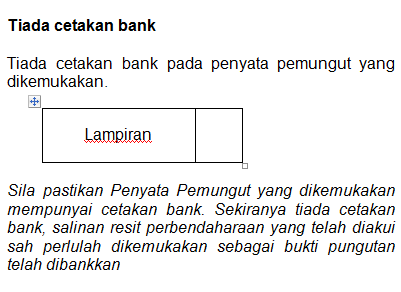 Tiada cetakan bank
Tiada cetakan bank pada penyata pemungut yang
dikemukakan.
Lampiran
Sila pastikan Penyata Pemungut yang dikemukakan
mempunyai cetakan bank. Sekiranya tiada cetakan
bank, salinan resit perbendaharaan yang telah diakui
sah perlulah dikemukakan sebagai bukti pungutan
telah dibankkan